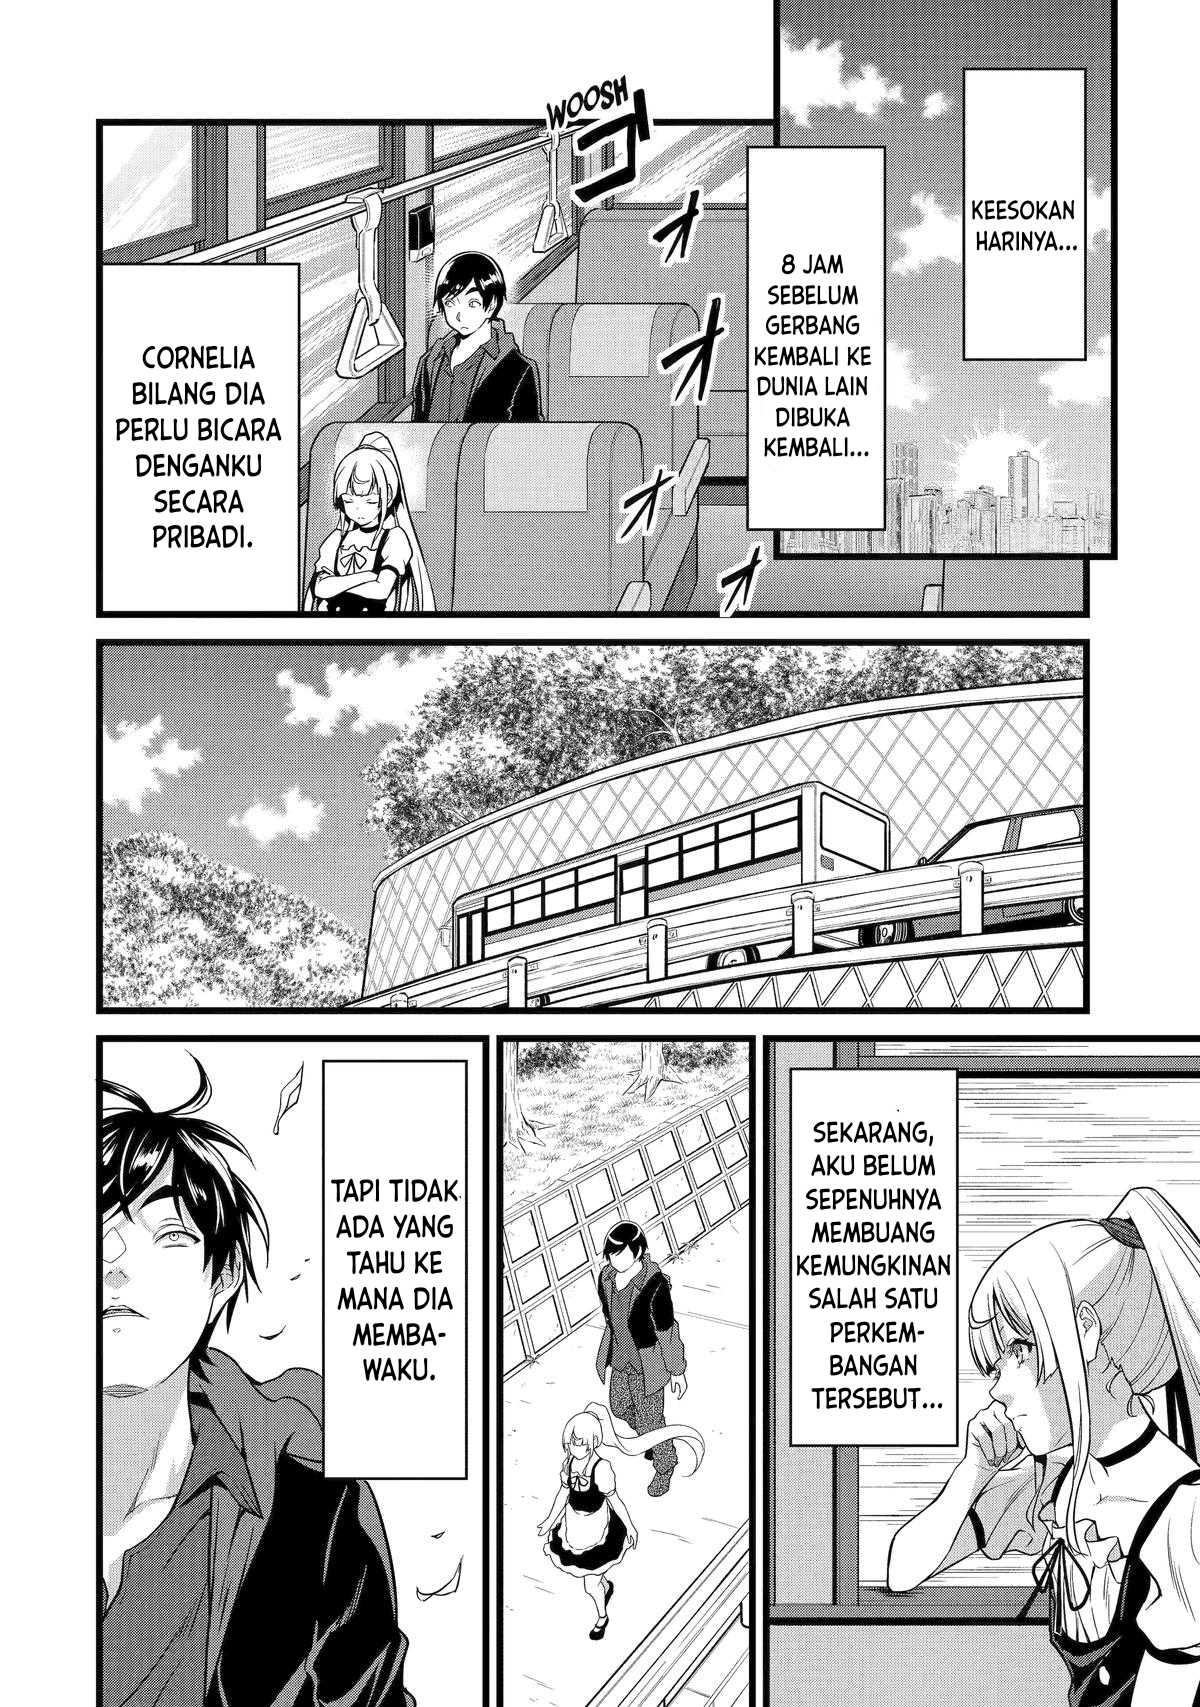 KEESOKAN
HARINYA...
8 JAM
SEBELUM
GERBANG
KEMBALI KE
DUNIA LAIN
DIBUKA
KEMBALI...
WOOSH
ゴ
CORNELIA
BILANG DIA
PERLU BICARA
DENGANKU
SECARA
PRIBADI.
SEKARANG,
AKU BELUM
SEPENUHNYA
MEMBUANG
KEMUNGKINAN
SALAH SATU
PERKEM-
BANGAN
TERSEBUT...
TAPI TIDAK
ADA YANG
TAHU KE
MANA DIA
MEMBA-
WAKU.